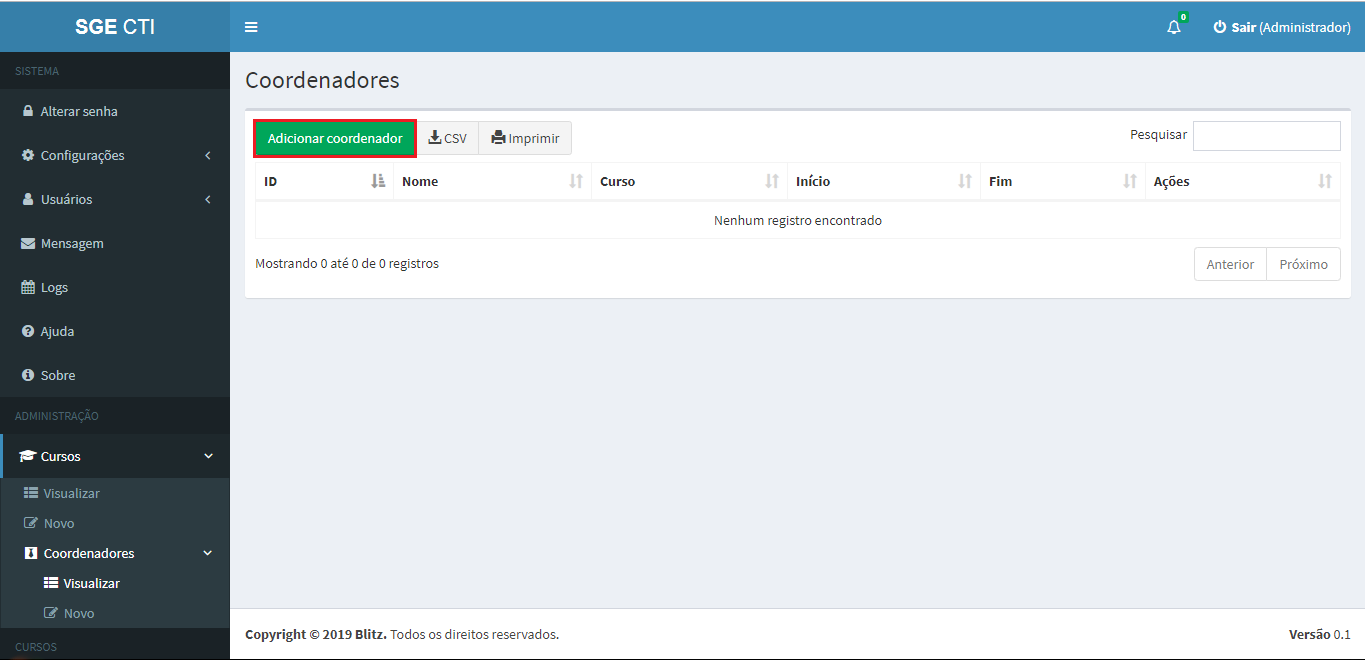 SGE CTI
0
Sair (Administrador)
SISTEMA
Alterar senha
Configurações
Usuários
Mensagem
Logs
Ajuda
Sobre
ADMINISTRAÇÃO
Cursos
Visualizar
Novo
Coordenadores
Visualizar
Novo
CURSOS
Coordenadores
Adicionar coordenador CSV Imprimir Pesquisar
ID Nome Curso Início Fim Ações
Nenhum registro encontrado
Mostrando 0 até 0 de 0 registros Anterior Próximo
Copyright © 2019 Blitz. Todos os direitos reservados. Versão 0.1